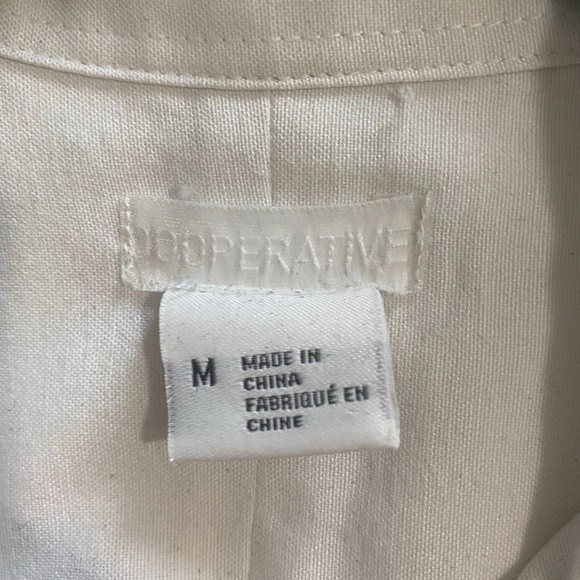 COOPERATIVE
M
MADE IN
CHINA
FABRIQUÉ EN
CHINE